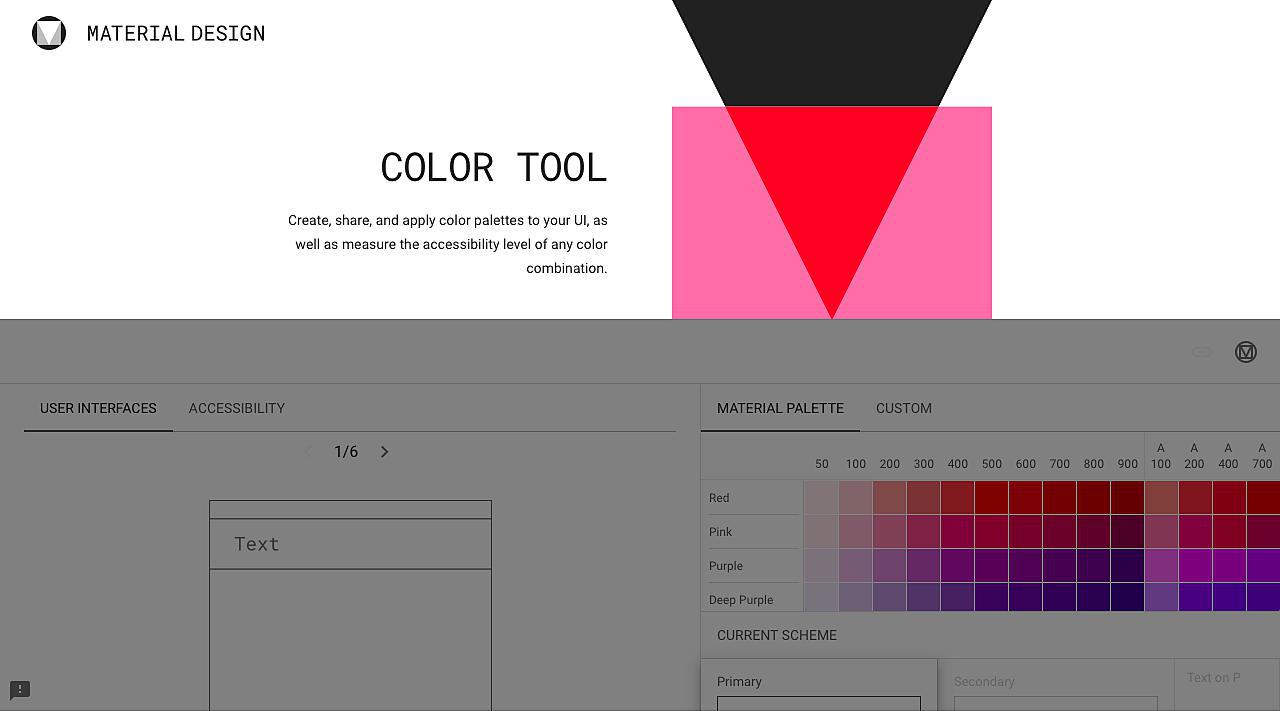 MATERIAL DESIGN
COLOR TOOL
Create, share, and apply color palettes to your UI, as
well as measure the accessibility level of any color
combination.
USER INTERFACES ACCESSIBILITY
1/6
Text
MATERIAL PALETTE CUSTOM
50 100 200 300 400 500 600 700 800 900 A 100 A 200 A 400 A 700
Red
Pink
Purple
Deep Purple
CURRENT SCHEME
Primary Secondary Text on P